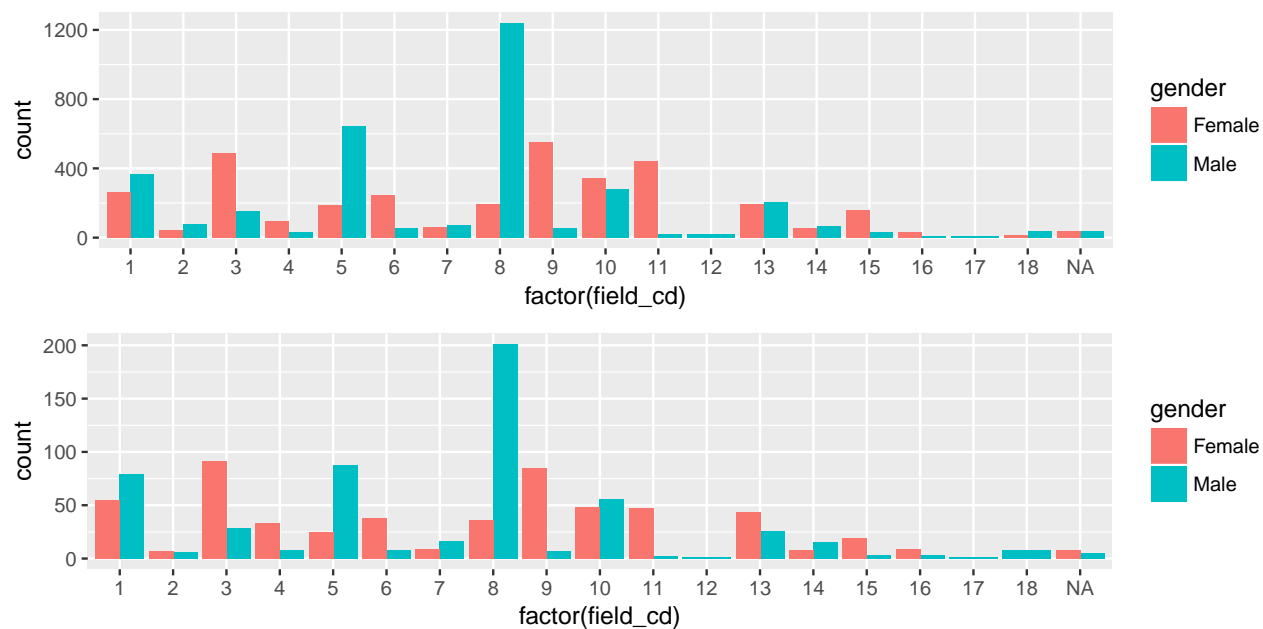 1200
800
400
0
count
1 2 3 4 5 6 7 8 9 10 11 12 13 14 15 16 17 18 NA
factor(field_cd)
gender
Female
Male
200
150
100
50
0
count
1 2 3 4 5 6 7 8 9 10 11 12 13 14 15 16 17 18 NA
factor(field_cd)
gender
Female
Male